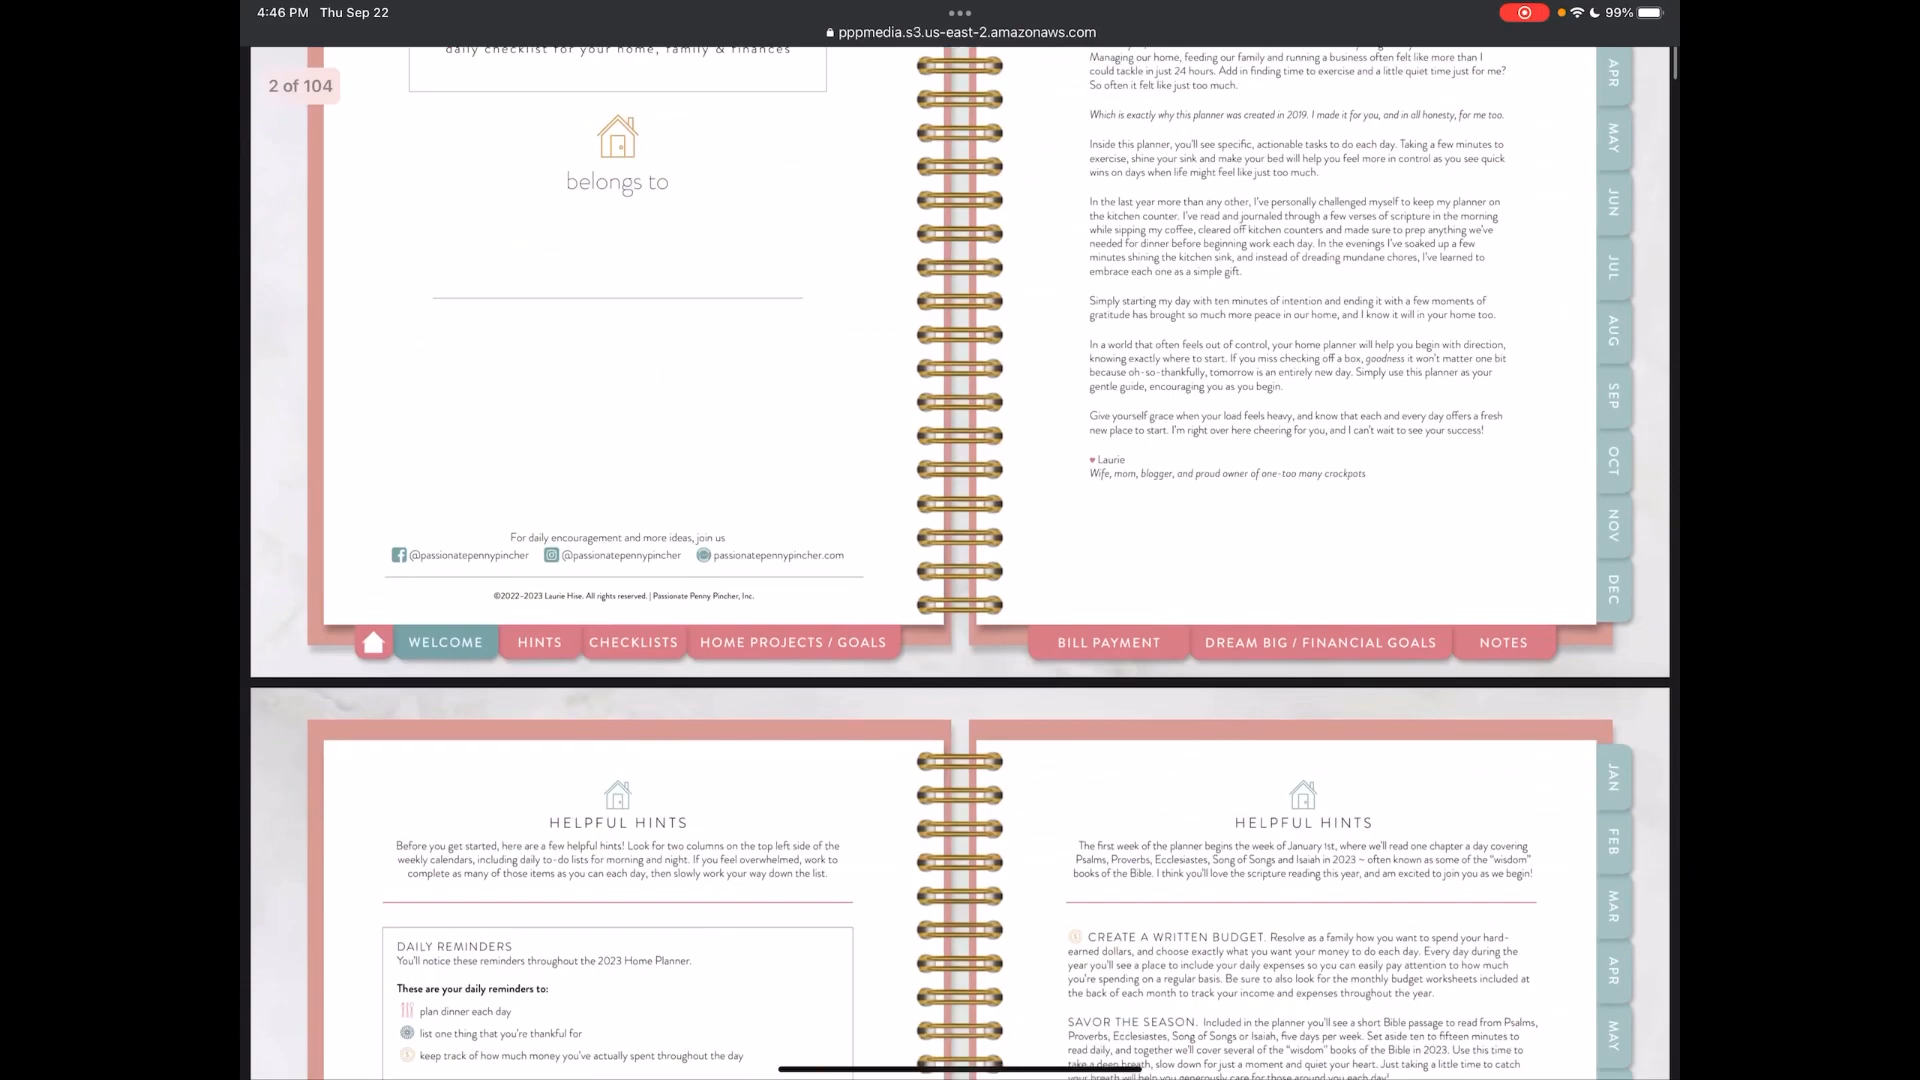 4:46 PM Thu Sep 22
99%
pppmedia.s3.us-east-2.amazonaws.com
2 of 104
daily checklist for your home, family & finances
belongs to
For daily encouragement and more ideas, join us
@passionatepennypincher @passionatepennypincher passionatepennypincher.com
©2022-2023 Laurie Hise. All rights reserved. | Passionate Penny Pincher, Inc.
Managing our home, feeding our family and running a business often felt like more than I
could tackle in just 24 hours. Add in finding time to exercise and a little quiet time just for me?
So often it felt like just too much.
Which is exactly why this planner was created in 2019. I made it for you, and in all honesty, for me too.
Inside this planner, you'll see specific, actionable tasks to do each day. Taking a few minutes to
exercise, shine your sink and make your bed will help you feel more in control as you see quick
wins on days when life might feel like just too much.
In the last year more than any other, I've personally challenged myself to keep my planner on
the kitchen counter. I've read and journaled through a few verses of scripture in the morning
while sipping my coffee, cleared off kitchen counters and made sure to prep anything we've
needed for dinner before beginning work each day. In the evenings I've soaked up a few
minutes shining the kitchen sink, and instead of dreading mundane chores, I've learned to
embrace each one as a simple gift.
Simply starting my day with ten minutes of intention and ending it with a few moments of
gratitude has brought so much more peace in our home, and I know it will in your home too.
In a world that often feels out of control, your home planner will help you begin with direction,
knowing exactly where to start. If you miss checking off a box, goodness it won't matter one bit
because oh-so-thankfully, tomorrow is an entirely new day. Simply use this planner as your
gentle guide, encouraging you as you begin.
Give yourself grace when your load feels heavy, and know that each and every day offers a fresh
new place to start. I'm right over here cheering for you, and I can't wait to see your success!
♥ Laurie
Wife, mom, blogger, and proud owner of one-too many crockpots
APR
MAY
JUN
JUL
AUG
SEP
OCT
NOV
DEC
WELCOME HINTS CHECKLISTS HOME PROJECTS / GOALS
BILL PAYMENT DREAM BIG / FINANCIAL GOALS NOTES
HELPFUL HINTS
Before you get started, here are a few helpful hints! Look for two columns on the top left side of the
weekly calendars, including daily to-do lists for morning and night. If you feel overwhelmed, work to
complete as many of those items as you can each day, then slowly work your way down the list.
DAILY REMINDERS
You'll notice these reminders throughout the 2023 Home Planner.
These are your daily reminders to:
plan dinner each day
list one thing that you're thankful for
keep track of how much money you've actually spent throughout the day
HELPFUL HINTS
The first week of the planner begins the week of January 1st, where we'll read one chapter a day covering
Psalms, Proverbs, Ecclesiastes, Song of Songs and Isaiah in 2023 ~ often known as some of the "wisdom"
books of the Bible. I think you'll love the scripture reading this year, and am excited to join you as we begin!
CREATE A WRITTEN BUDGET. Resolve as a family how you want to spend your hard-
earned dollars, and choose exactly what you want your money to do each day. Every day during the
year you'll see a place to include your daily expenses so you can easily pay attention to how much
you're spending on a regular basis. Be sure to also look for the monthly budget worksheets included at
the back of each month to track your income and expenses throughout the year.
SAVOR THE SEASON. Included in the planner you'll see a short Bible passage to read from Psalms,
Proverbs, Ecclesiastes, Song of Songs or Isaiah, five days per week. Set aside ten to fifteen minutes to
read daily, and together we'll cover several of the "wisdom" books of the Bible in 2023. Use this time to
take a deep breath, slow down for just a moment and quiet your heart. Just taking a little time to catch
your breath will help you generously care for those around you each day!
JAN
FEB
MAR
APR
MAY